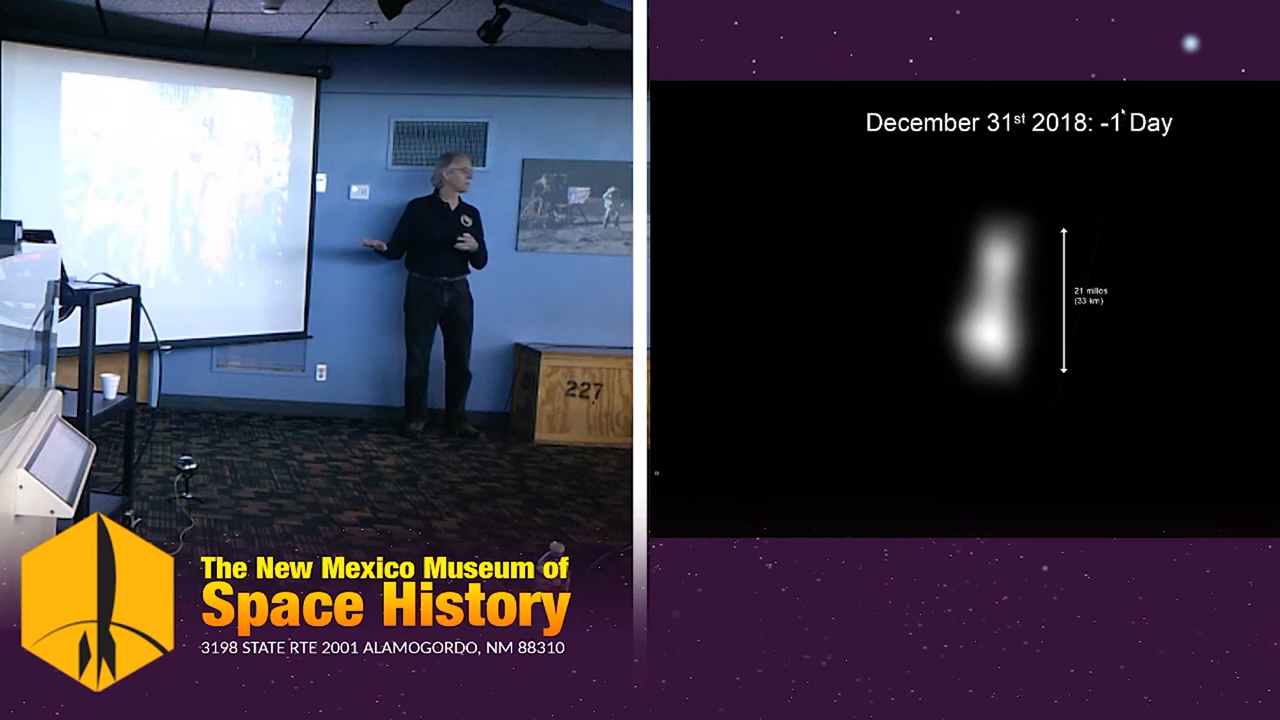 227
The New Mexico Museum of
Space History
3198 STATE RTE 2001 ALAMOGORDO, NM 88310
December 31st 2018: -1 Day
21 miles
(33 km)